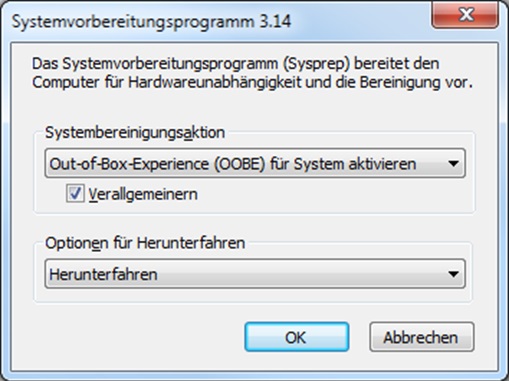 Systemvorbereitungsprogramm 3.14
Das Systemvorbereitungsprogramm (Sysprep) bereitet den
Computer für Hardwareunabhängigkeit und die Bereinigung vor.
Systembereinigungsaktion
Out-of-Box-Experience (OOBE) für System aktivieren
Verallgemeinern
Optionen für Herunterfahren
Herunterfahren
OK
Abbrechen